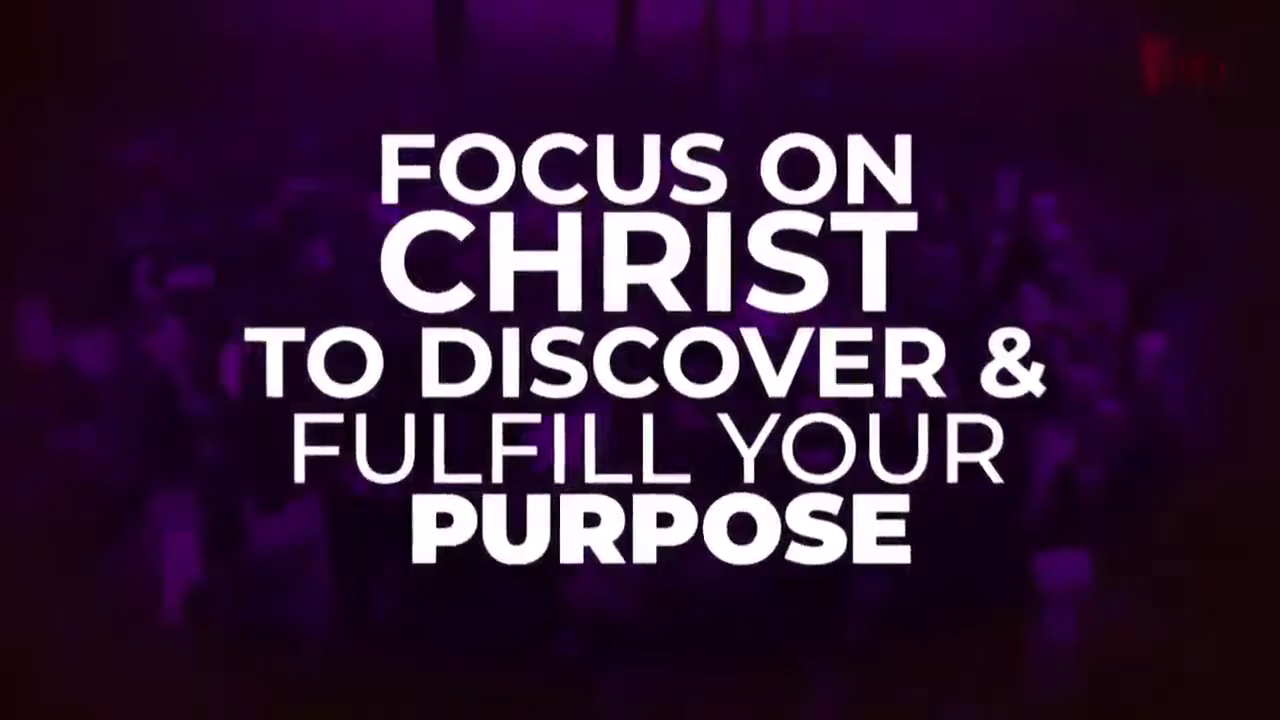 FOCUS ON
CHRIST
TO DISCOVER &
FULFILL YOUR
PURPOSE